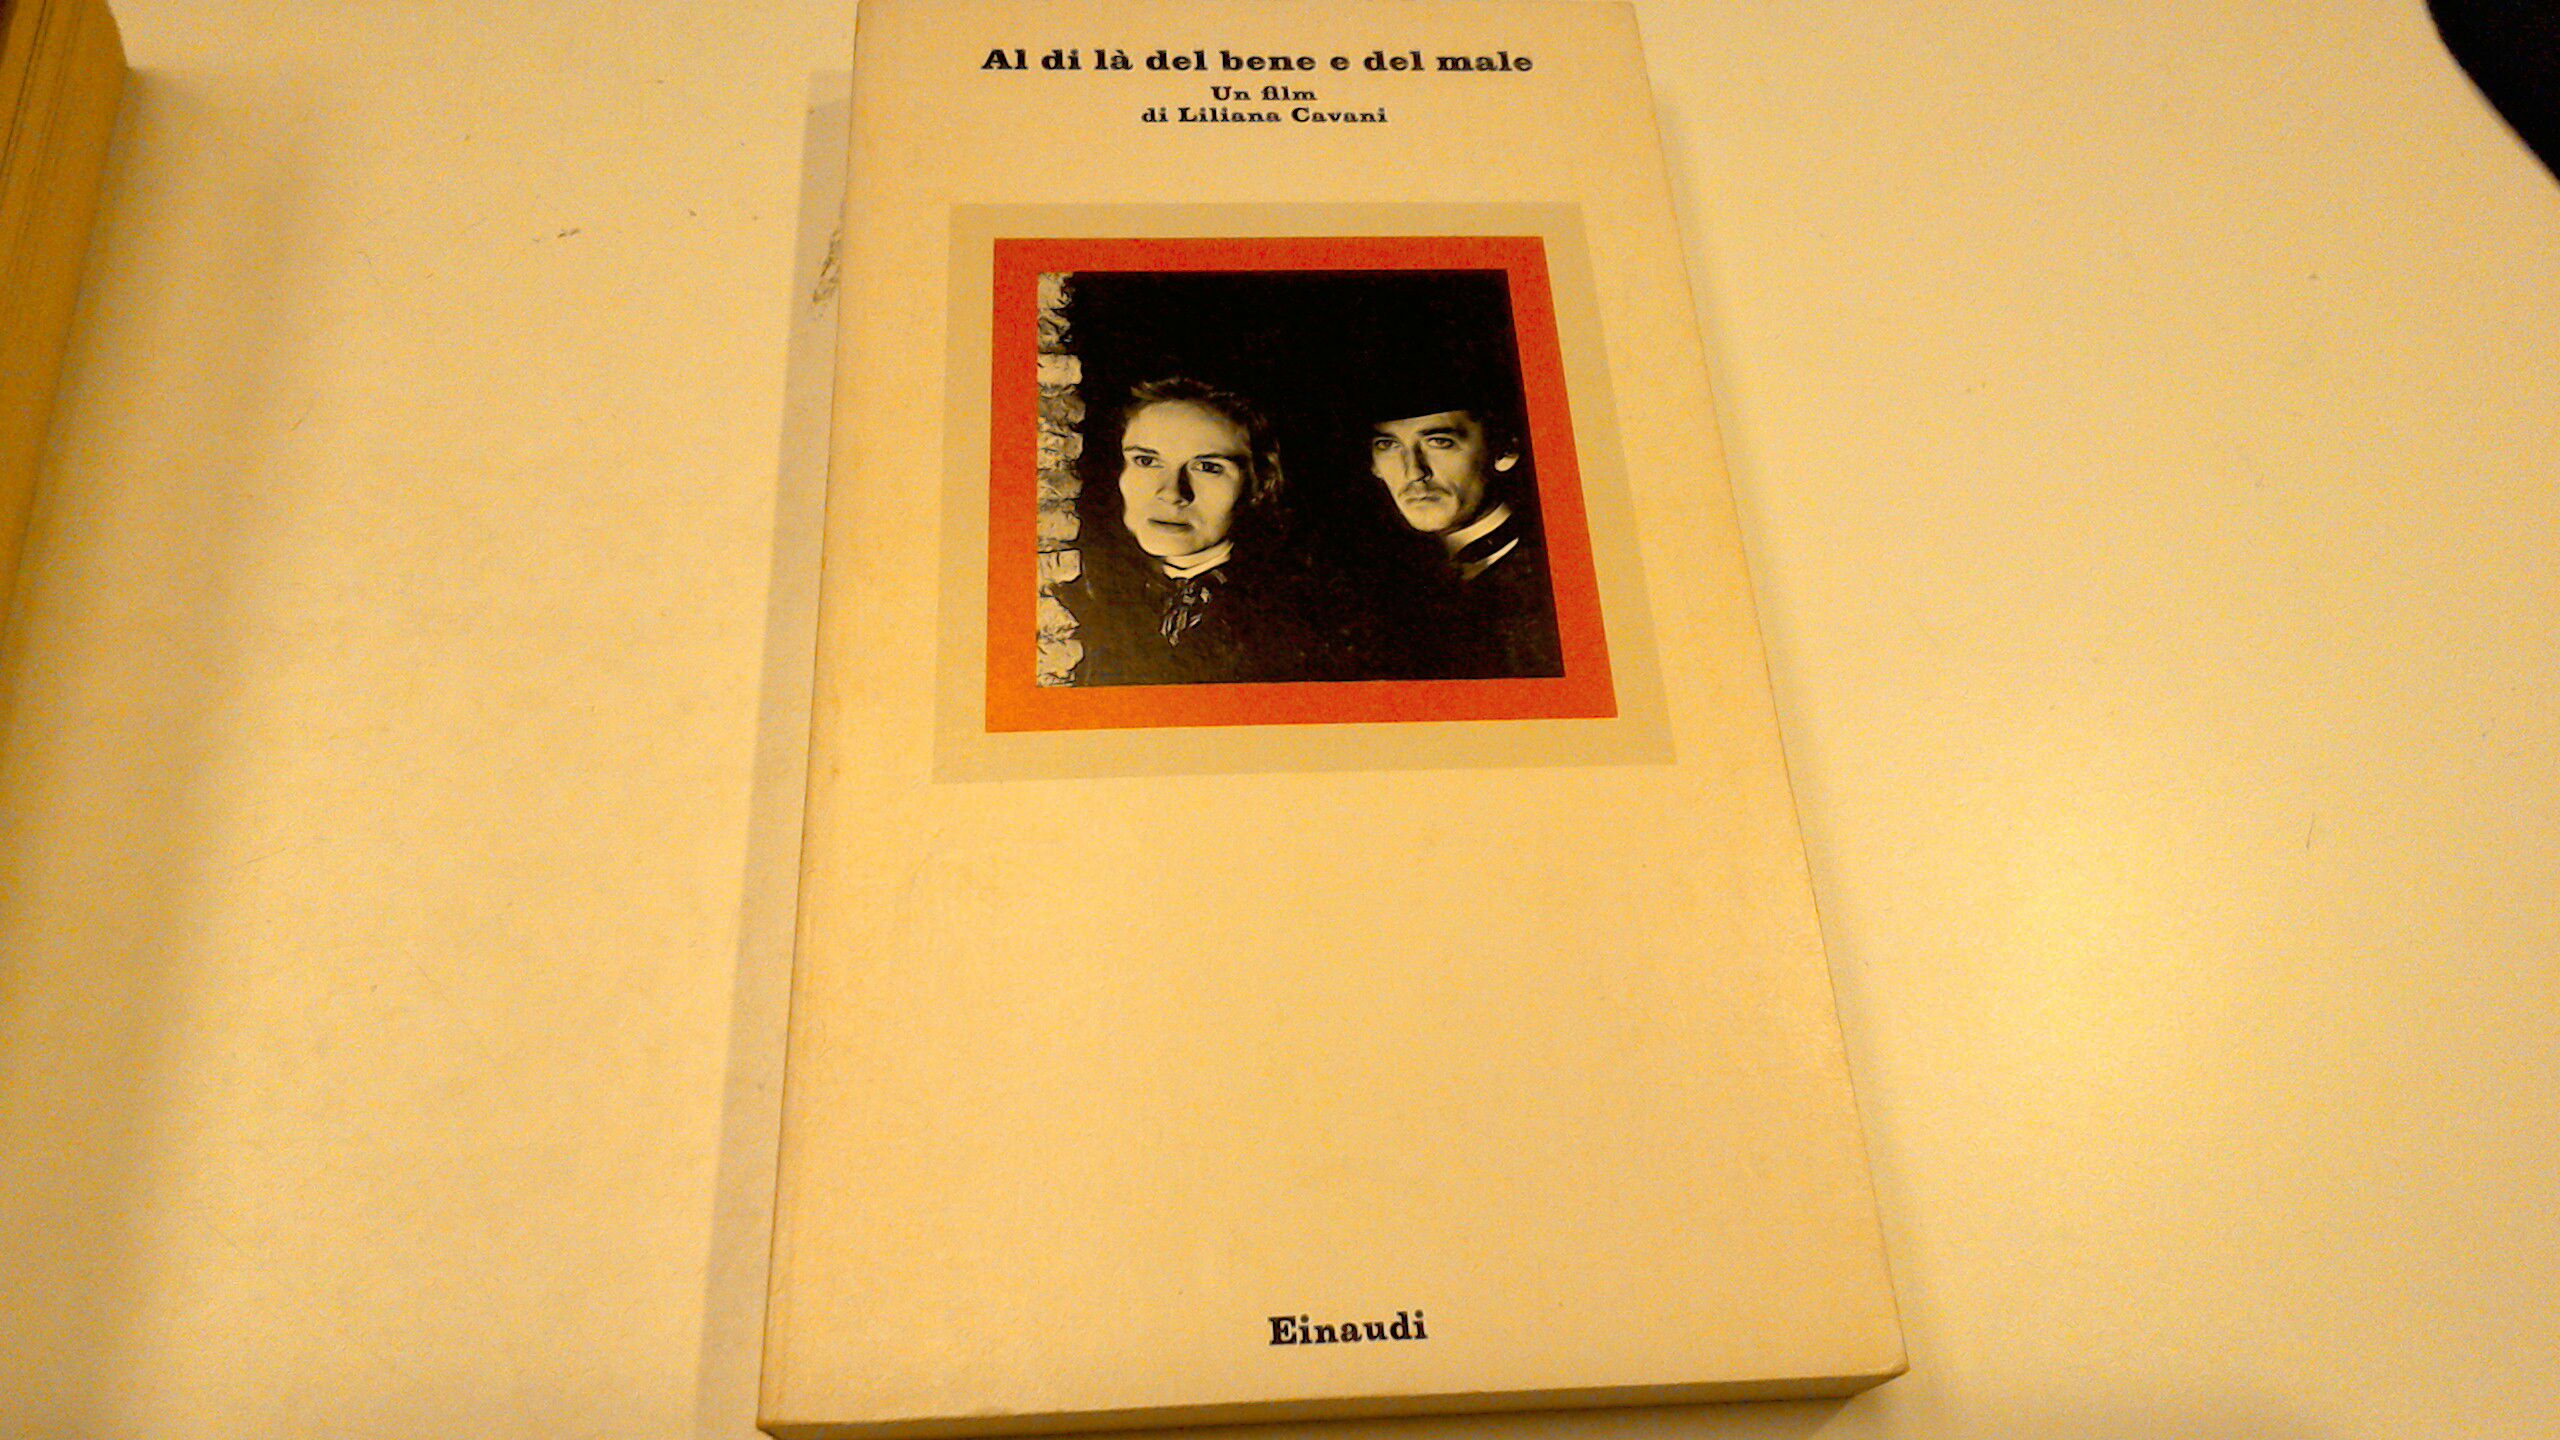 Al di là del bene e del male
Un film
di Liliana Cavani
Einaudi